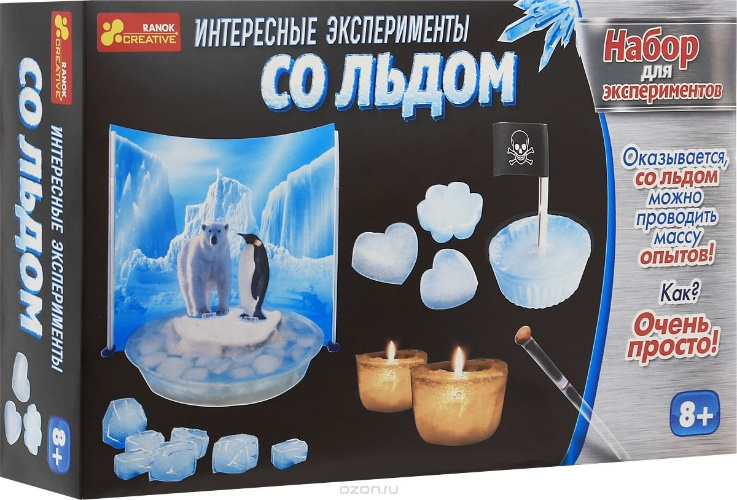 RANOK
CREATIVE
ИНТЕРЕСНЫЕ ЭКСПЕРИМЕНТЫ
СО ЛЬДОМ
Набор
для
экспериментов
Оказывается,
со льдом
можно
проводить
массу
опытов!
Как?
Очень
просто!
8+
RANOK
CREATIVE
ИНТЕРЕСНЫЕ ЭКСПЕРИМЕНТЫ
СО ЛЬДОМ
8+
ozon.ru